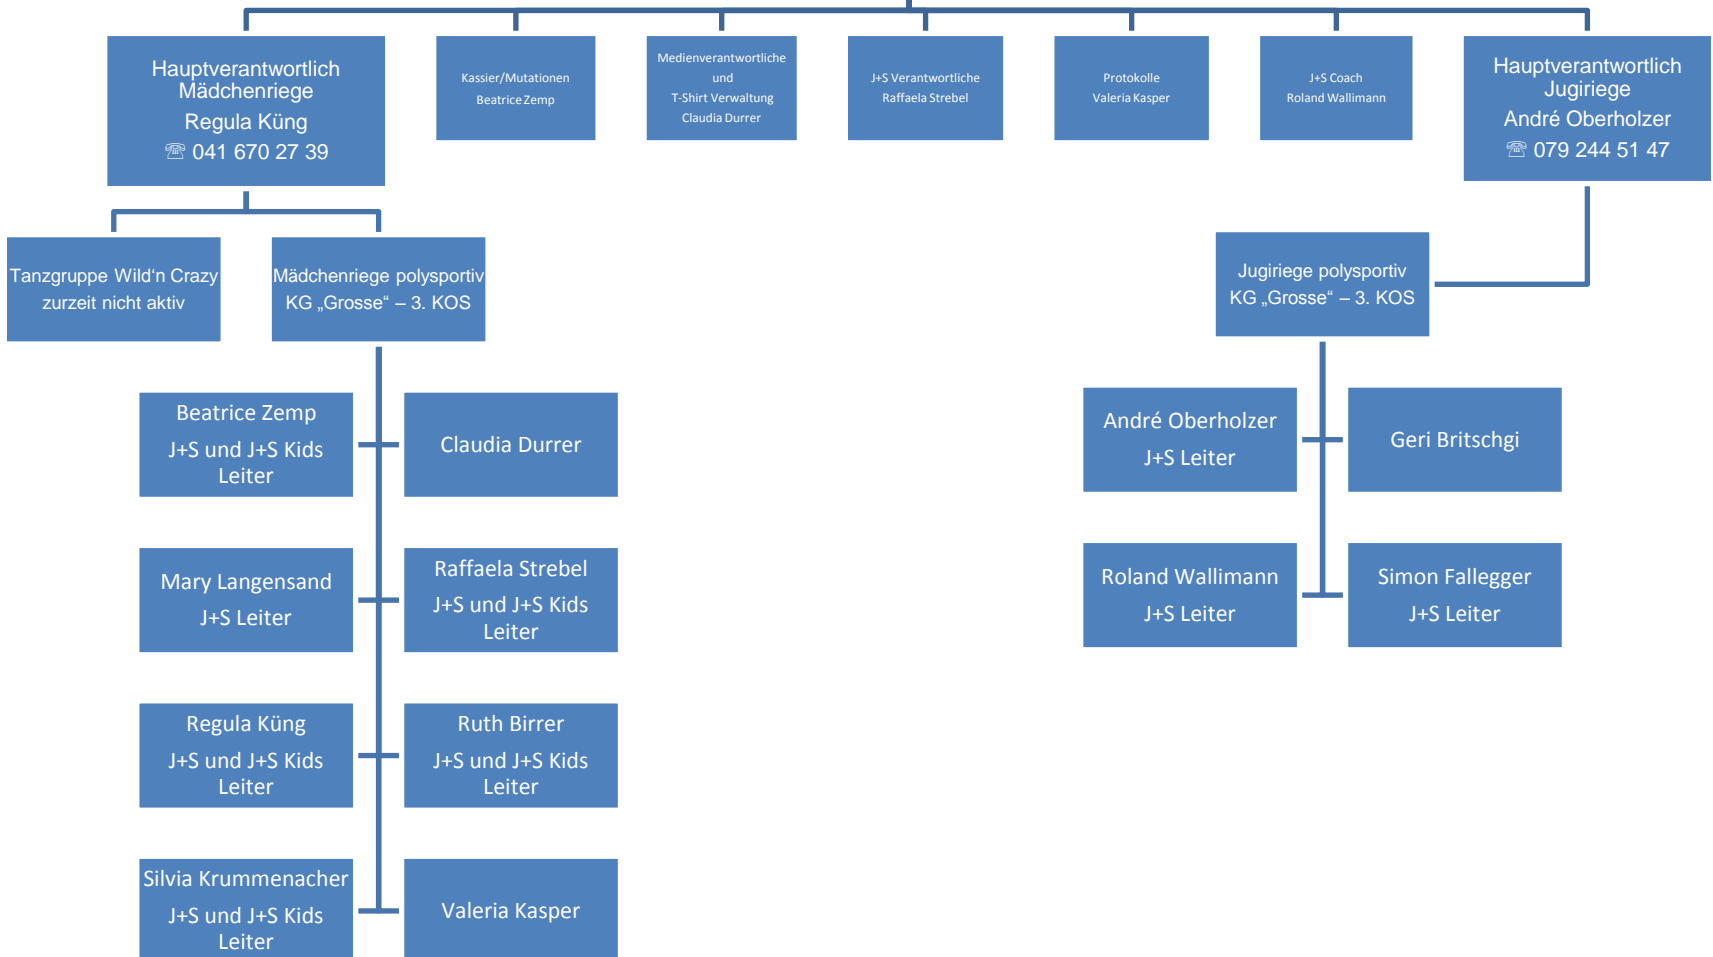 Hauptverantwortlich
Mädchenriege
Regula Küng
☏ 041 670 27 39
Kassier/Mutationen
Beatrice Zemp
Medienverantwortliche
und
T-Shirt Verwaltung
Claudia Durrer
J+S Verantwortliche
Raffaela Strebel
Protokolle
Valeria Kasper
J+S Coach
Roland Wallimann
Hauptverantwortlich
Jugiriege
André Oberholzer
☏ 079 244 51 47
Tanzgruppe Wild‘n Crazy
zurzeit nicht aktiv
Mädchenriege polysportiv
KG „Grosse“ – 3. KOS
Jugiriege polysportiv
KG „Grosse“ – 3. KOS
Beatrice Zemp
J+S und J+S Kids
Leiter
Claudia Durrer
André Oberholzer
J+S Leiter
Geri Britschgi
Mary Langensand
J+S Leiter
Raffaela Strebel
J+S und J+S Kids
Leiter
Roland Wallimann
J+S Leiter
Simon Fallegger
J+S Leiter
Regula Küng
J+S und J+S Kids
Leiter
Ruth Birrer
J+S und J+S Kids
Leiter
Silvia Krummenacher
J+S und J+S Kids
Leiter
Valeria Kasper